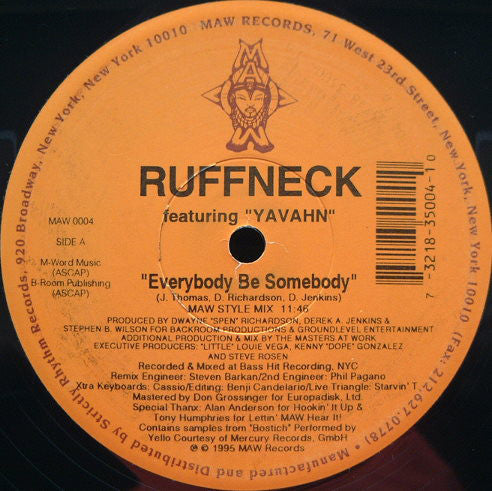 MAW RECORDS, 71 West 23rd Street, New York, New York 10010 (Fax: 212.627.0778)
Manufactured and Distributed by Strictly Rhythm Records, 920 Broadway, New York, New York 10010
MAW
RUFFNECK
featuring "YAVAHN"
MAW 0004
SIDE A
M-Word Music
(ASCAP)
B-Room Publishing
(ASCAP)
7 3218-35004-1 0
"Everybody Be Somebody"
(J. Thomas, D. Richardson, D. Jenkins)
MAW STYLE MIX 11:46
PRODUCED BY DWAYNE "SPEN" RICHARDSON, DEREK A. JENKINS &
STEPHEN B. WILSON FOR BACKROOM PRODUCTIONS & GROUNDLEVEL ENTERTAINMENT
ADDITIONAL PRODUCTION & MIX BY THE MASTERS AT WORK
EXECUTIVE PRODUCERS: "LITTLE" LOUIE VEGA, KENNY "DOPE" GONZALEZ
AND STEVE ROSEN
Recorded & Mixed at Bass Hit Recording, NYC
Remix Engineer: Steven Barkan/2nd Engineer: Phil Pagano
Xtra Keyboards: Cassio/Editing: Benji Candelario/Live Triangle: Starvin' T.
Mastered by Don Grossinger for Europadisk, Ltd.
Special Thanx: Alan Anderson for Hookin' It Up &
Tony Humphries for Lettin' MAW Hear It!
Contains samples from "Bostich" Performed by
Yello Courtesy of Mercury Records, GmbH
℗ © 1995 MAW Records